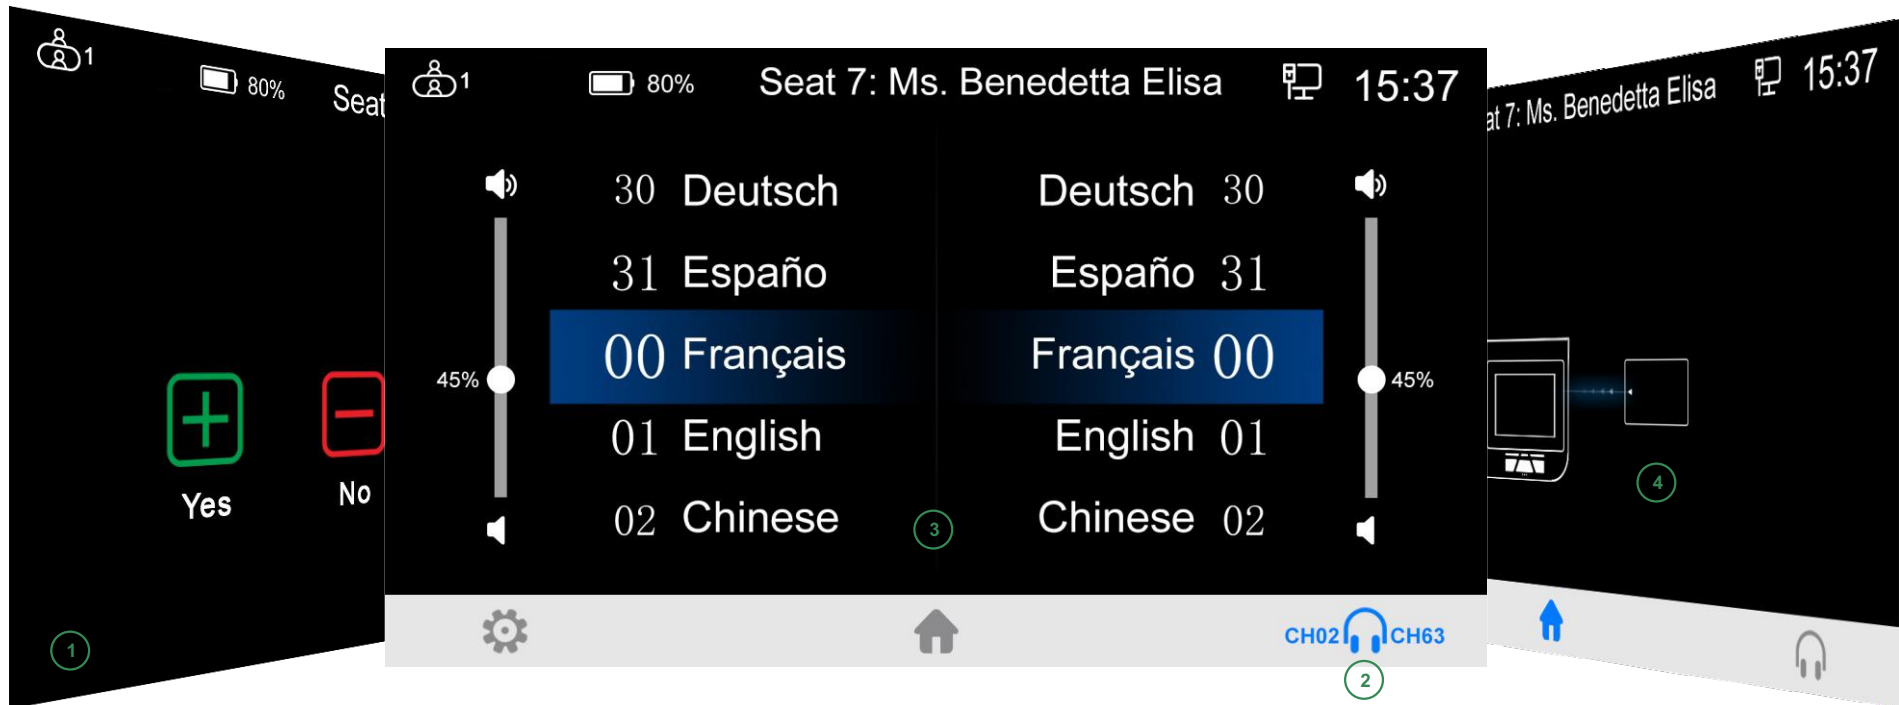 1
80%
Seat
Yes
No
1
1
80%
Seat 7: Ms. Benedetta Elisa
15:37
30 Deutsch
Deutsch 30
31 Españo
Españo 31
00 Français
Français 00
45%
45%
01 English
English 01
02 Chinese
Chinese 02
3
CH02
CH63
2
at 7: Ms. Benedetta Elisa
15:37
4